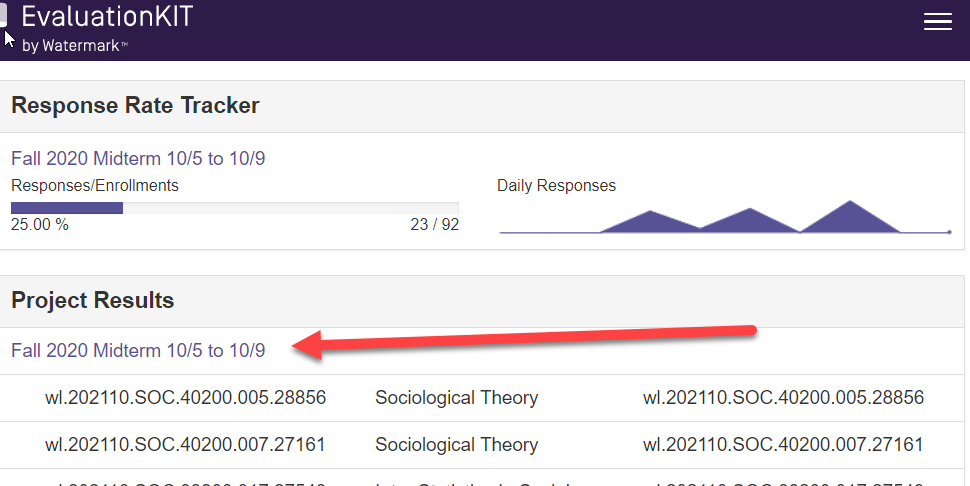 EvaluationKIT
by Watermark™
Response Rate Tracker
Fall 2020 Midterm 10/5 to 10/9
Responses/Enrollments
Daily Responses
25.00 %
23 / 92
Project Results
Fall 2020 Midterm 10/5 to 10/9
wl.202110.SOC.40200.005.28856 Sociological Theory wl.202110.SOC.40200.005.28856
wl.202110.SOC.40200.007.27161 Sociological Theory wl.202110.SOC.40200.007.27161